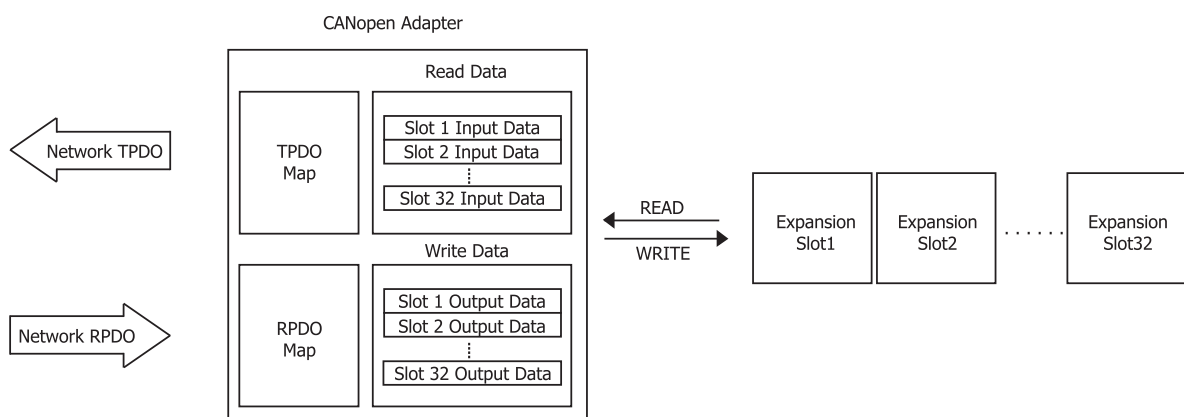 CANopen Adapter
Read Data
Network TPDO
TPDO
Map
Slot 1 Input Data
Slot 2 Input Data
Slot 32 Input Data
Write Data
Network RPDO
RPDO
Map
Slot 1 Output Data
Slot 2 Output Data
Slot 32 Output Data
READ
WRITE
Expansion
Slot1
Expansion
Slot2
Expansion
Slot32